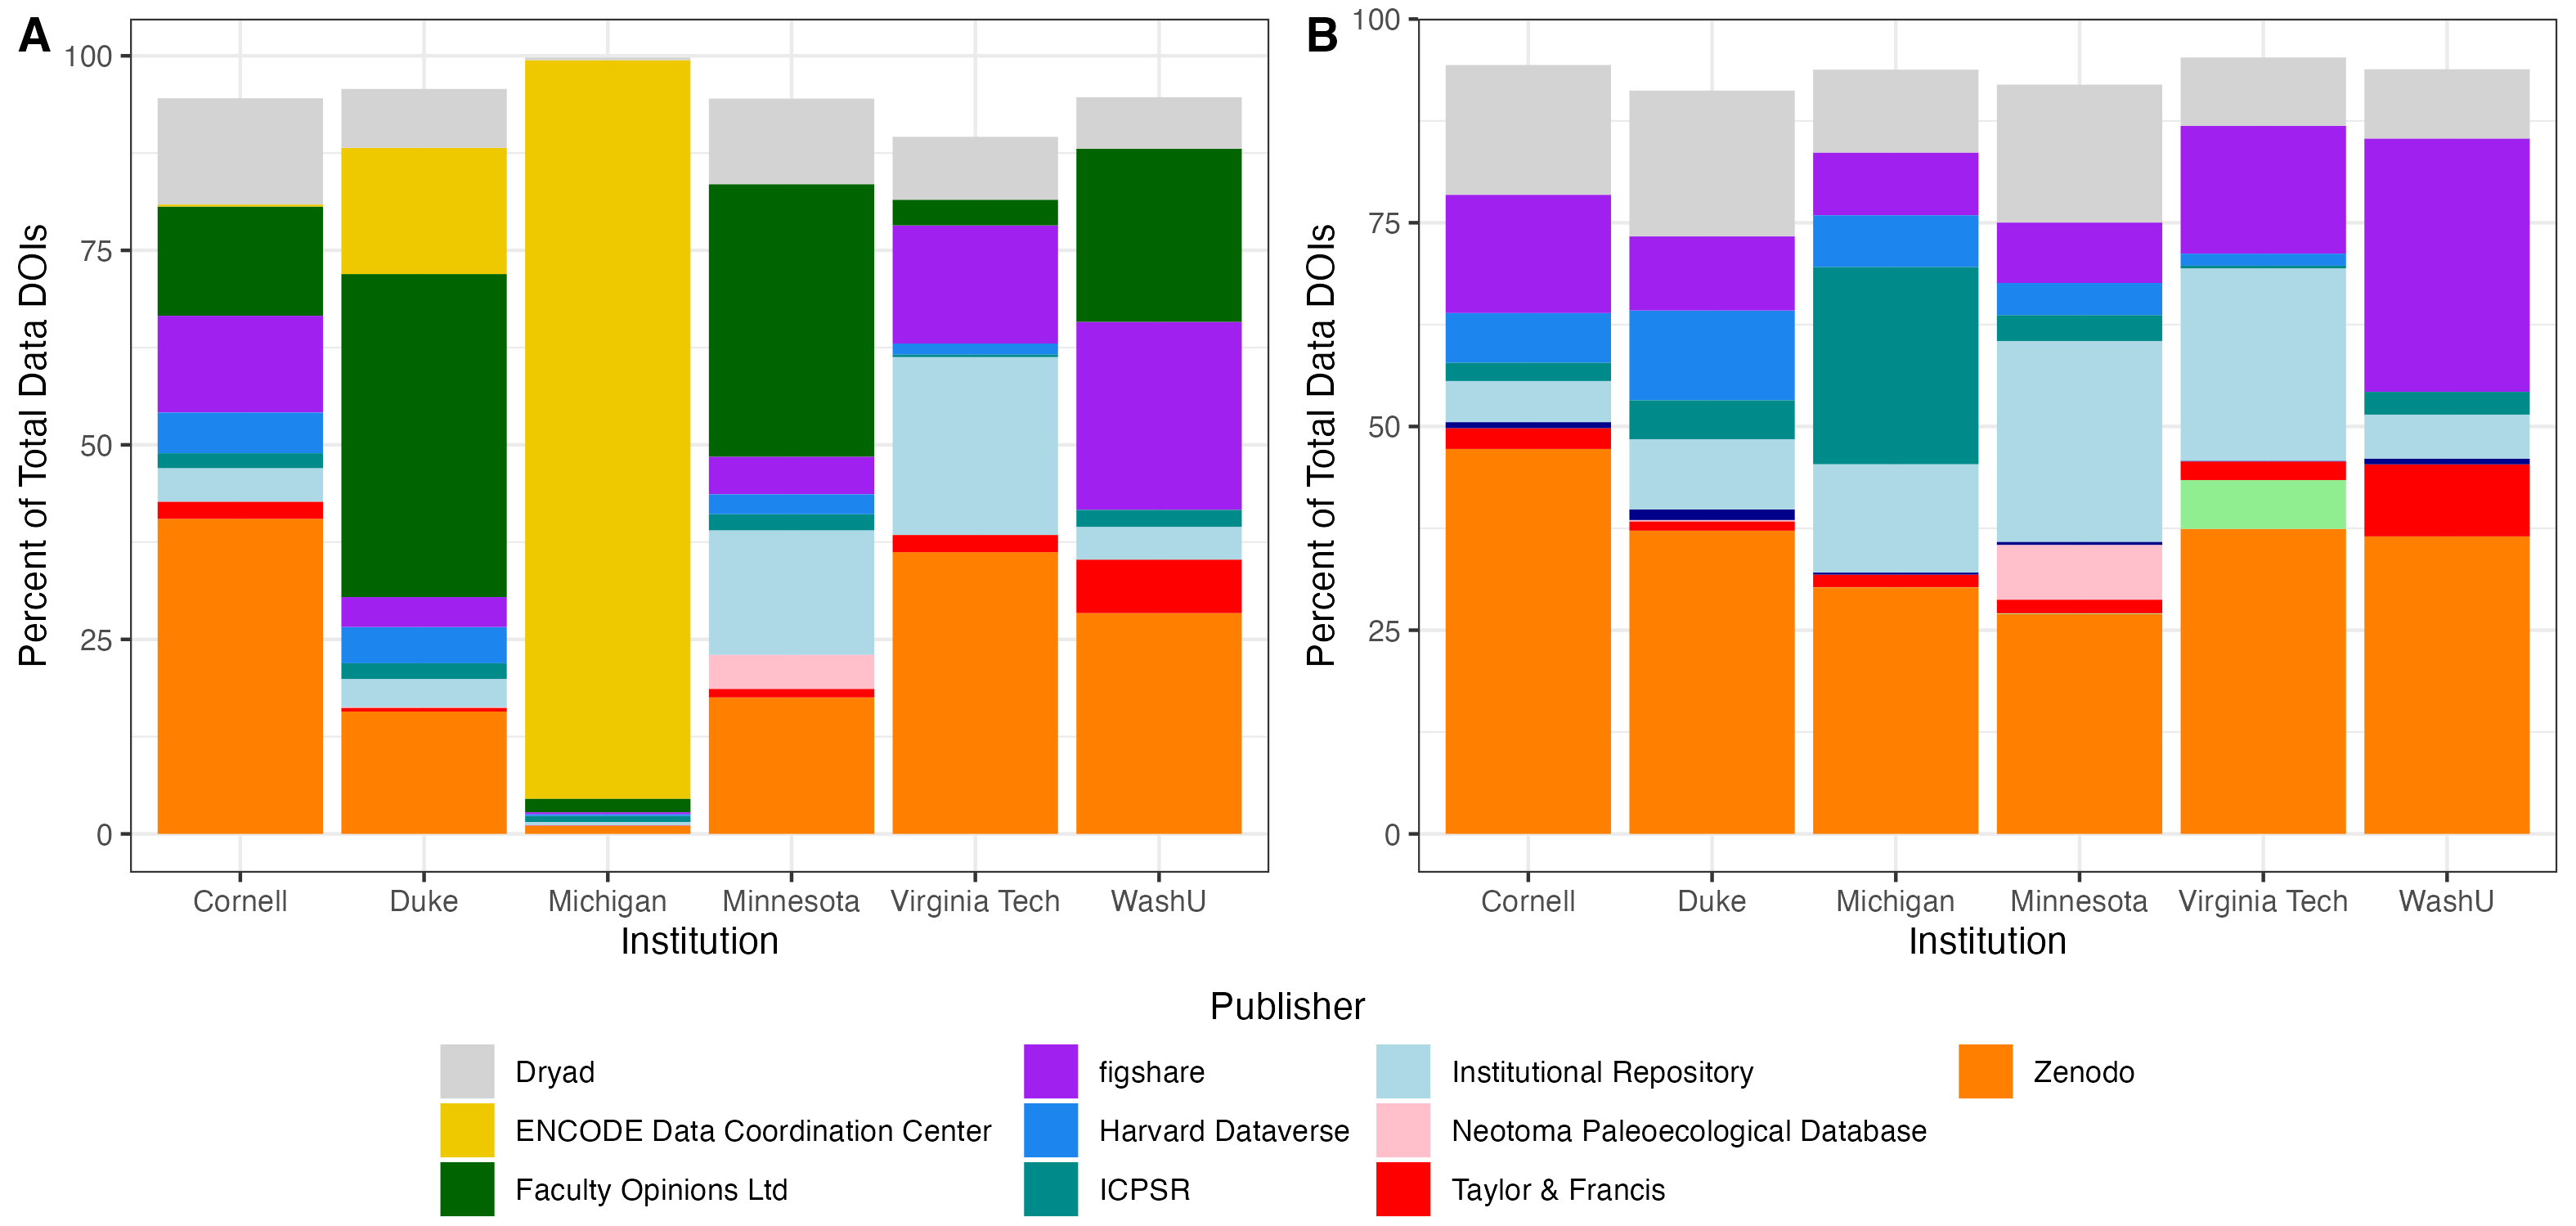 A
Percent of Total Data DOIs
100
75
50
25
0
Cornell Duke Michigan Minnesota Virginia Tech WashU
Institution
B
Percent of Total Data DOIs
100
75
50
25
0
Cornell Duke Michigan Minnesota Virginia Tech WashU
Institution
Publisher
Dryad
ENCODE Data Coordination Center
Faculty Opinions Ltd
figshare
Harvard Dataverse
ICPSR
Institutional Repository
Neotoma Paleoecological Database
Taylor & Francis
Zenodo